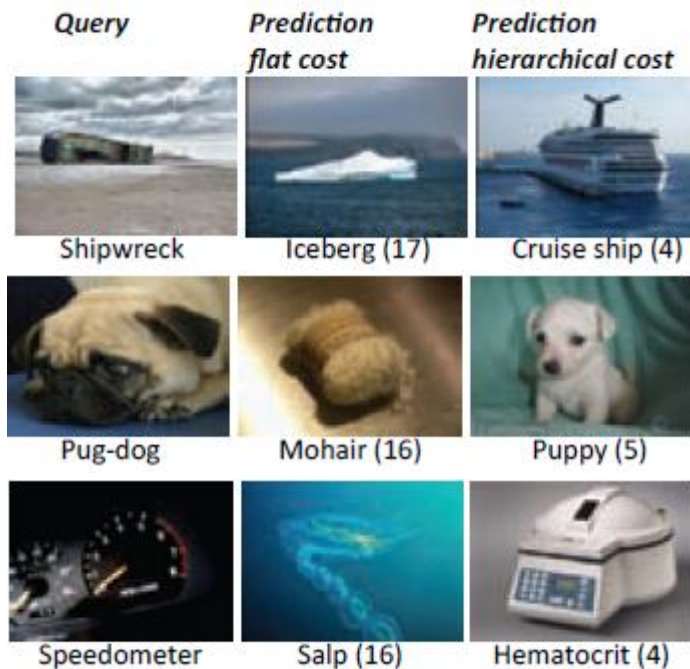 Query Prediction Prediction
flat cost hierarchical cost
Shipwreck Iceberg (17) Cruise ship (4)
Pug-dog Mohair (16) Puppy (5)
Speedometer Salp (16) Hematocrit (4)